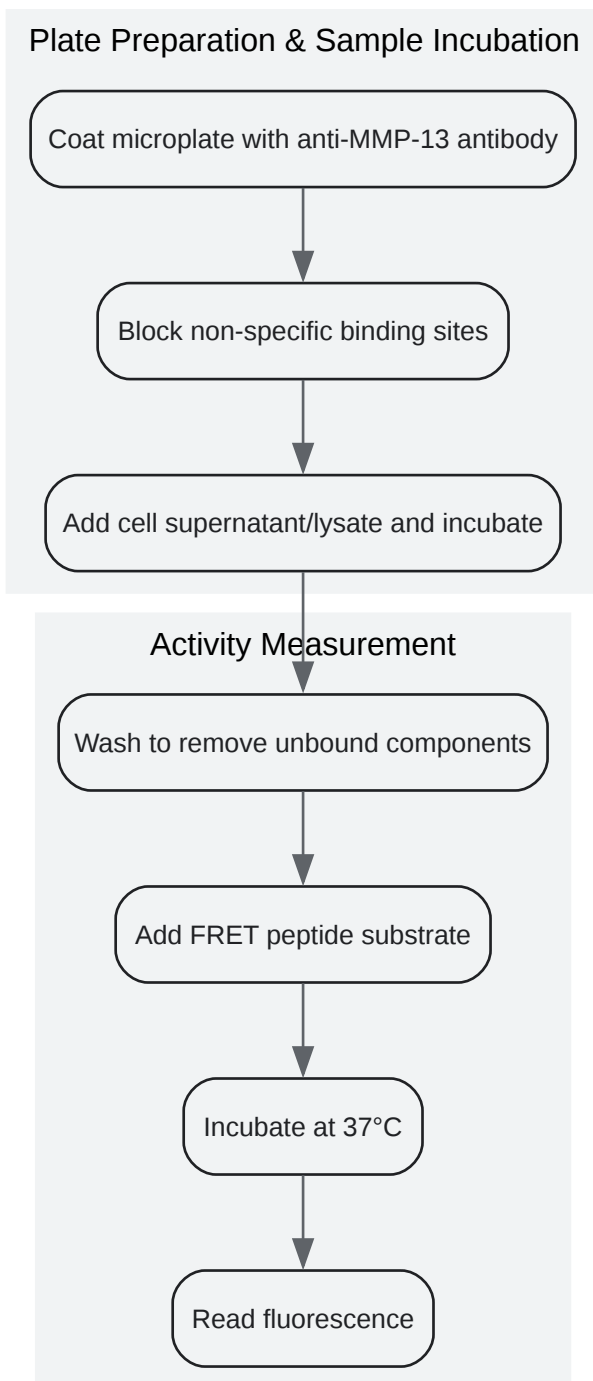 Plate Preparation & Sample Incubation
Coat microplate with anti-MMP-13 antibody
Block non-specific binding sites
Add cell supernatant/lysate and incubate
Activity Measurement
Wash to remove unbound components
Add FRET peptide substrate
Incubate at 37°C
Read fluorescence